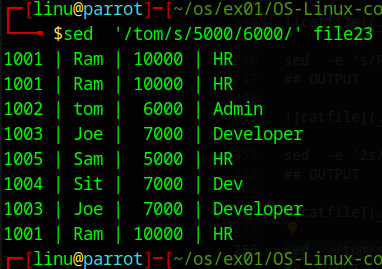 ┌─[linu@parrot]─[~/os/ex01/OS-Linux-co
└──╼ $sed  '/tom/s/5000/6000/' file23
1001 | Ram | 10000 | HR
1001 | Ram | 10000 | HR
1002 | tom |  6000 | Admin
1003 | Joe |  7000 | Developer
1005 | Sam |  5000 | HR
1004 | Sit |  7000 | Dev
1003 | Joe |  7000 | Developer
1001 | Ram | 10000 | HR
┌─[linu@parrot]─[~/os/ex01/OS-Linux-co